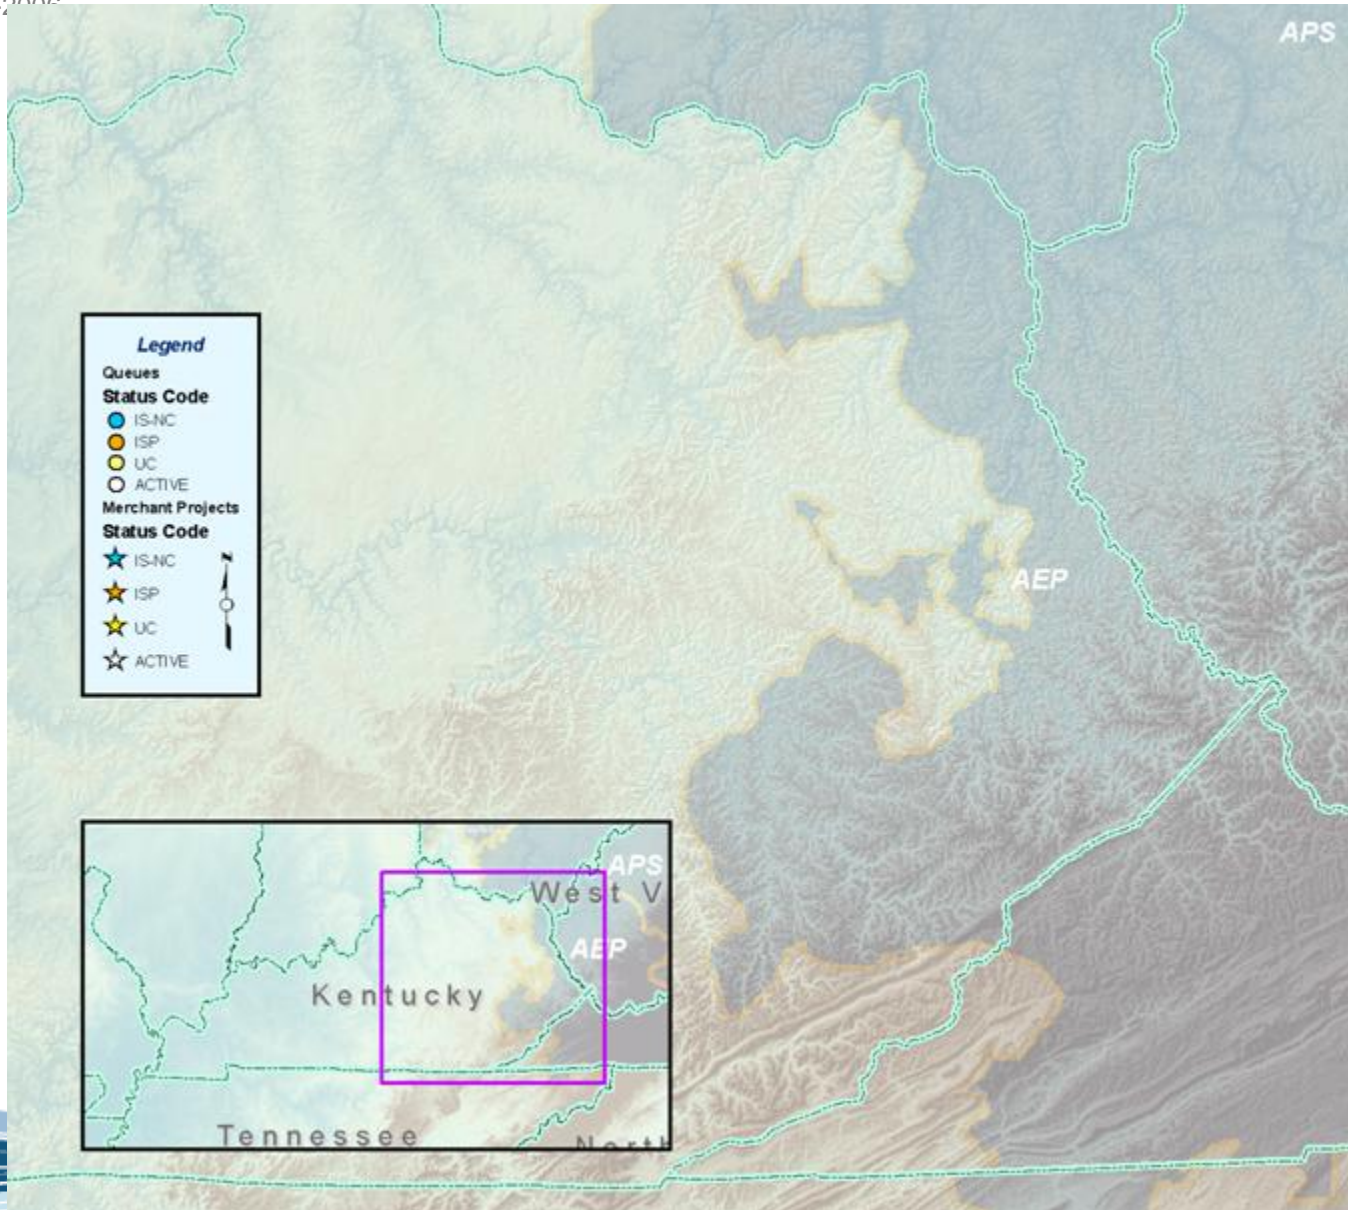 APS
Legend
Queues
Status Code
IS-NC
ISP
UC
ACTIVE
Merchant Projects
Status Code
IS-NC
N
ISP
UC
ACTIVE
AEP
APS
West V
AEP
Kentucky
Tennessee
North